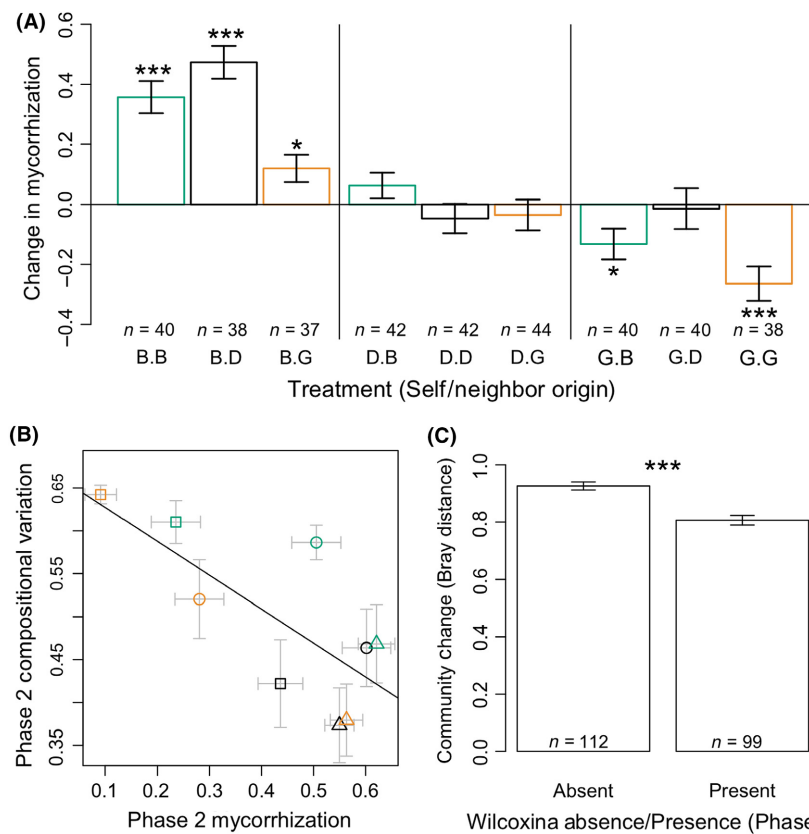 (A)
Change in mycorrhization
0.6
0.4
0.2
0.0
−0.2
−0.4
***
***
*
*
***
n = 40 n = 38 n = 37 n = 42 n = 42 n = 44 n = 40 n = 40 n = 38
B.B B.D B.G D.B D.D D.G G.B G.D G.G
Treatment (Self/neighbor origin)
(B)
Phase 2 compositional variation
0.65
0.55
0.45
0.35
0.1 0.2 0.3 0.4 0.5 0.6
Phase 2 mycorrhization
(C)
Community change (Bray distance)
1.0
0.8
0.6
0.4
0.2
0.0
***
n = 112 n = 99
Absent Present
Wilcoxina absence/Presence (Phase